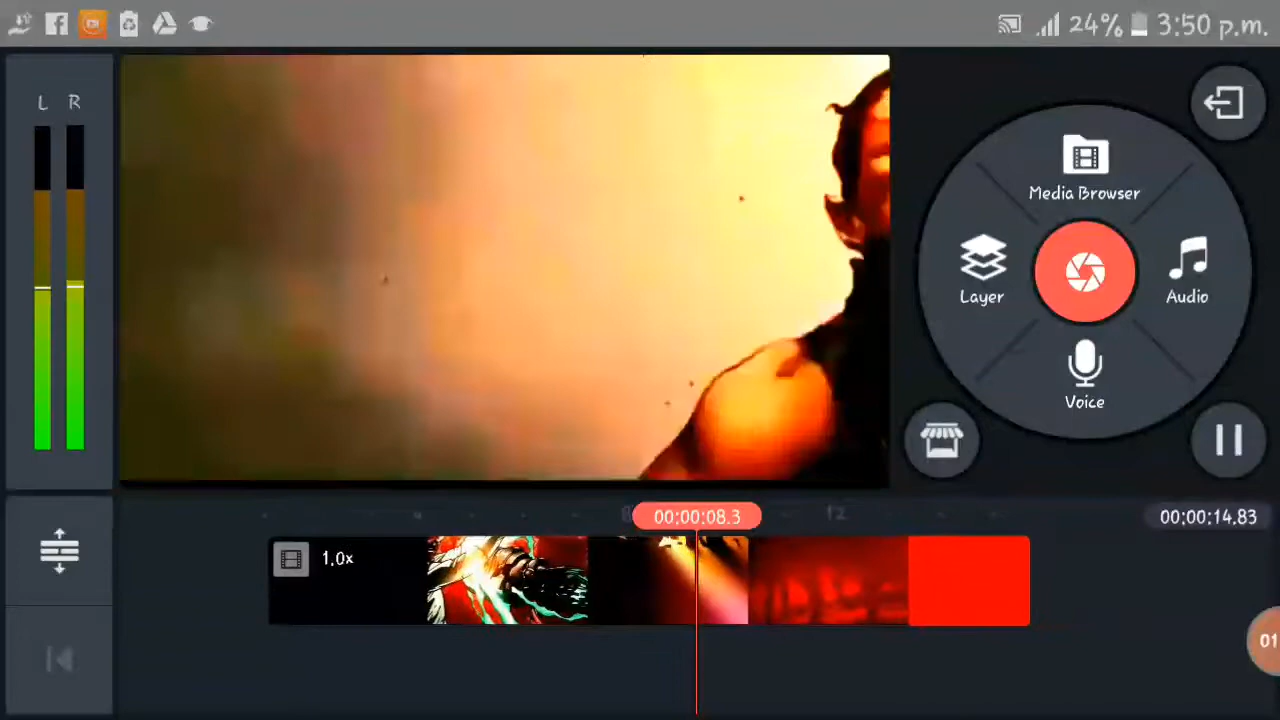 24% 3:50 p.m.
L R
Media Browser
Layer
Audio
Voice
00:00:08.3
12
00:00:14.83
1.0x
01